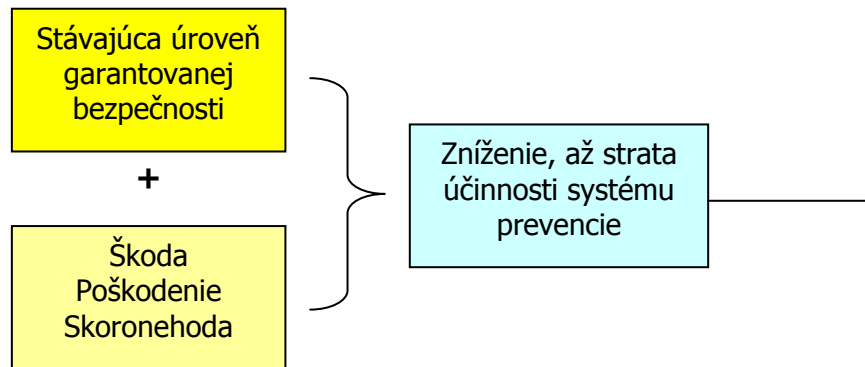 Stávajúca úroveň
garantovanej
bezpečnosti
+
Škoda
Poškodenie
Skoronehoda
Zníženie, až strata
účinnosti systému
prevencie